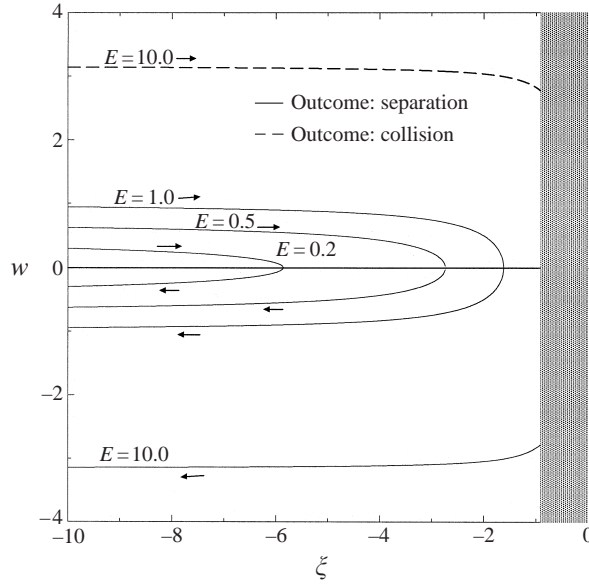 4
E = 10.0
Outcome: separation
Outcome: collision
2
E = 1.0
E = 0.5
E = 0.2
w
0
−2
E = 10.0
−4
−10
−8
−6
−4
−2
0
ξ